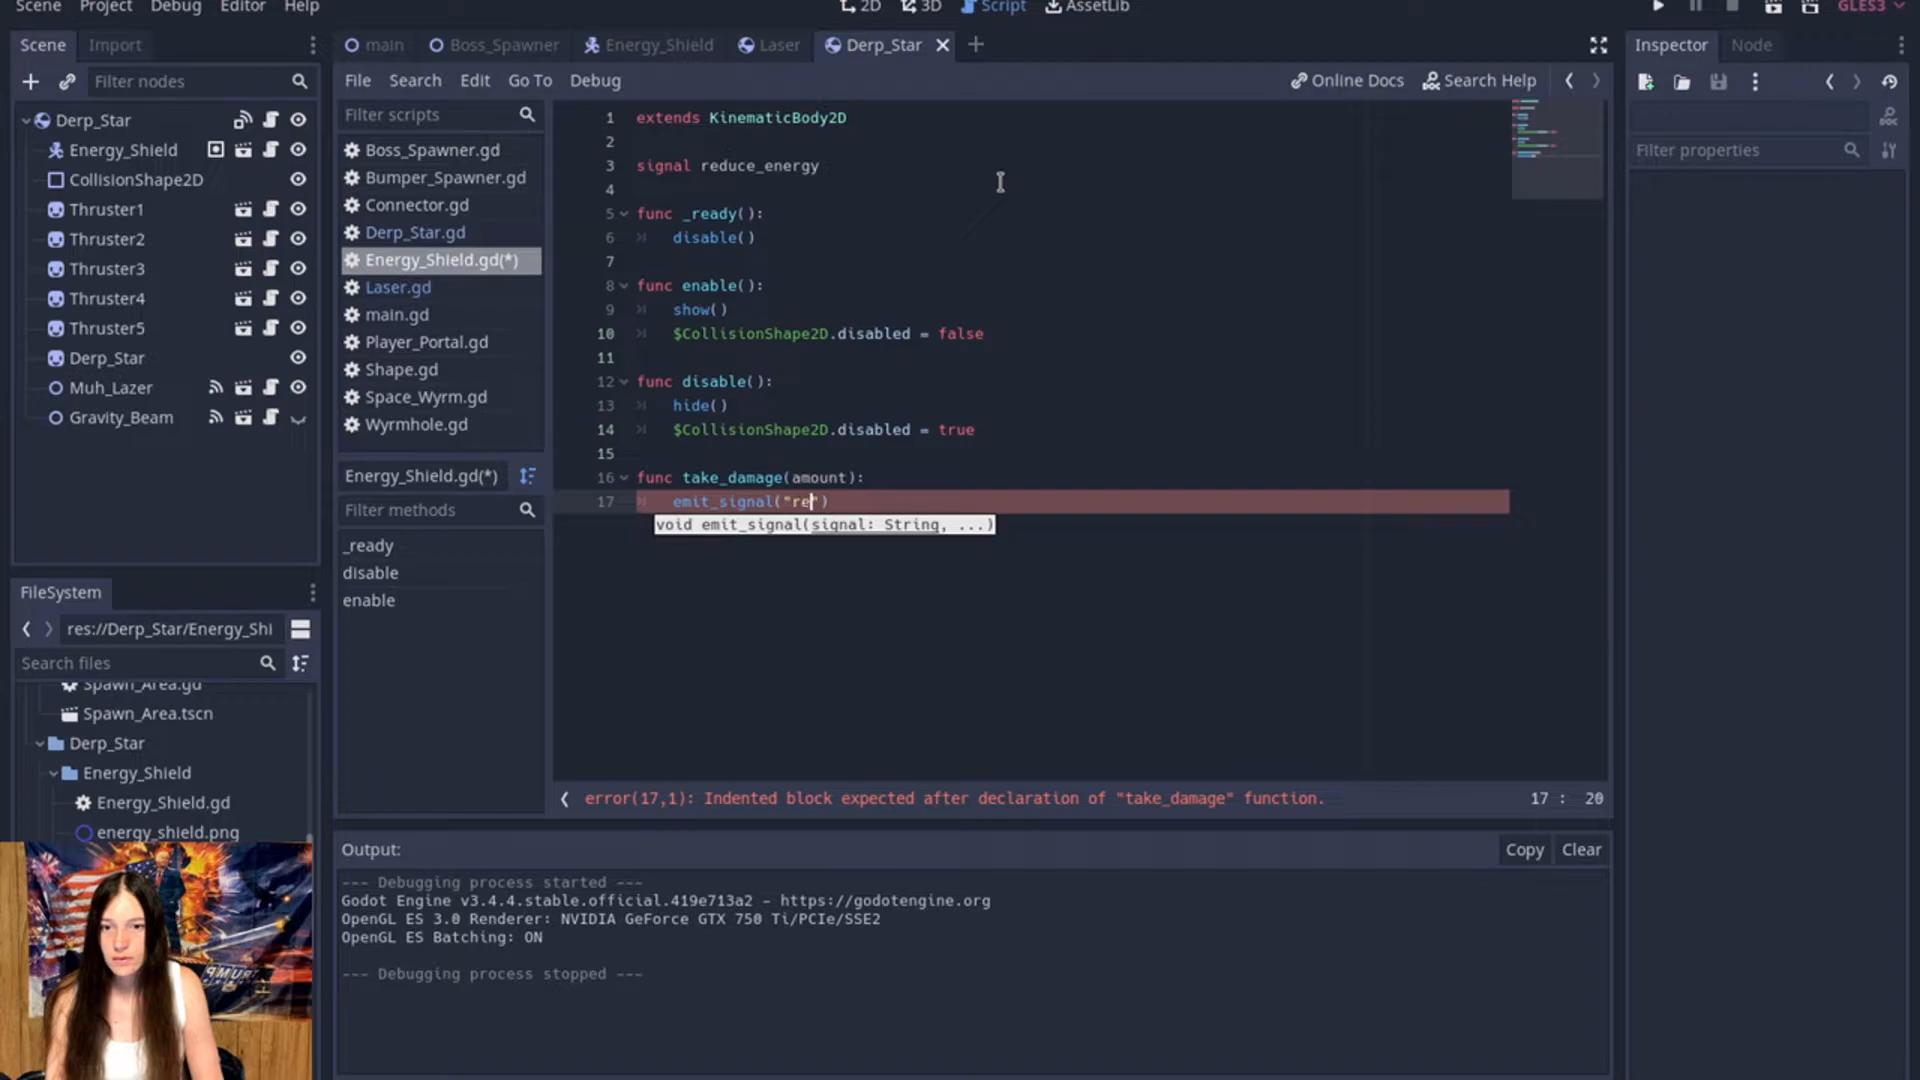 Scene Project Debug Editor Help
2D 3D Script AssetLib
GLES3
Scene Import
main Boss_Spawner Energy_Shield Laser Derp_Star
Inspector Node
Filter nodes
File Search Edit Go To Debug
Online Docs Search Help
Filter scripts
Filter properties
Derp_Star
Energy_Shield
CollisionShape2D
Thruster1
Thruster2
Thruster3
Thruster4
Thruster5
Derp_Star
Muh_Lazer
Gravity_Beam
Boss_Spawner.gd
Bumper_Spawner.gd
Connector.gd
Derp_Star.gd
Energy_Shield.gd(*)
Laser.gd
main.gd
Player_Portal.gd
Shape.gd
Space_Wyrm.gd
Wyrmhole.gd
Energy_Shield.gd(*)
Filter methods
_ready
disable
enable
1 extends KinematicBody2D
2
3 signal reduce_energy
4
5 func _ready():
6 disable()
7
8 func enable():
9 show()
10 $CollisionShape2D.disabled = false
11
12 func disable():
13 hide()
14 $CollisionShape2D.disabled = true
15
16 func take_damage(amount):
17 emit_signal("re")
void emit_signal(signal: String, ...)
error(17,1): Indented block expected after declaration of "take_damage" function.
17 : 20
FileSystem
res://Derp_Star/Energy_Shi
Search files
Spawn_Area.gd
Spawn_Area.tscn
Derp_Star
Energy_Shield
Energy_Shield.gd
energy_shield.png
Output:
Copy Clear
--- Debugging process started ---
Godot Engine v3.4.4.stable.official.419e713a2 - https://godotengine.org
OpenGL ES 3.0 Renderer: NVIDIA GeForce GTX 750 Ti/PCIe/SSE2
OpenGL ES Batching: ON
--- Debugging process stopped ---
TRUMP